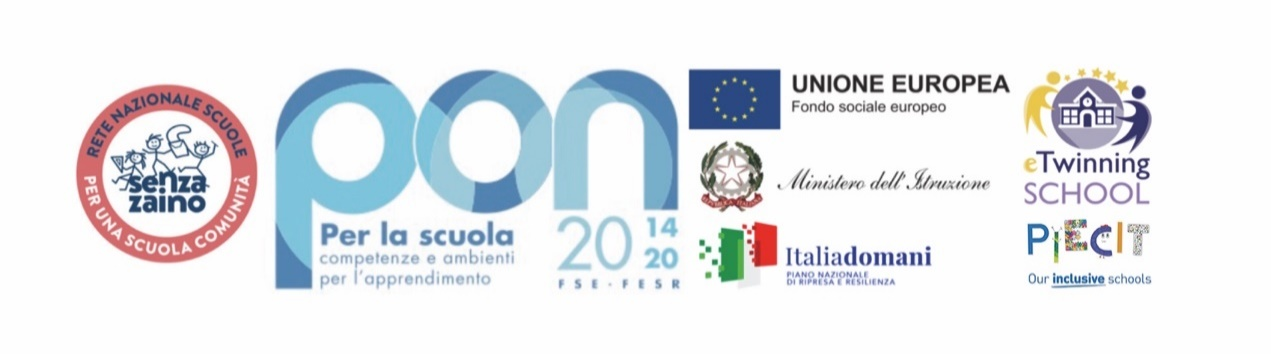 RETE NAZIONALE SCUOLE
senza
zaino
PER UNA SCUOLA COMUNITÀ
pon
Per la scuola
competenze e ambienti
per l'apprendimento
2014
20
FSE-FESR
UNIONE EUROPEA
Fondo sociale europeo
Ministero dell'Istruzione
Italiadomani
PIANO NAZIONALE
DI RIPRESA E RESILIENZA
eTwinning
SCHOOL
PIECIT
Our inclusive schools